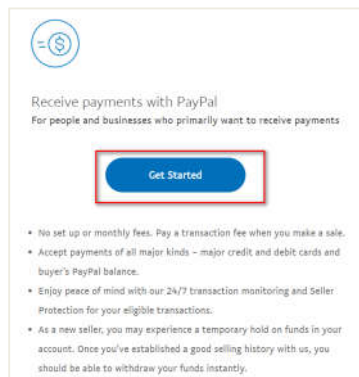 Receive payments with PayPal
For people and businesses who primarily want to receive payments
Get Started
• No set up or monthly fees. Pay a transaction fee when you make a sale.
• Accept payments of all major kinds – major credit and debit cards and
buyer's PayPal balance.
• Enjoy peace of mind with our 24/7 transaction monitoring and Seller
Protection for your eligible transactions.
• As a new seller, you may experience a temporary hold on funds in your
account. Once you've established a good selling history with us, you
should be able to withdraw your funds instantly.